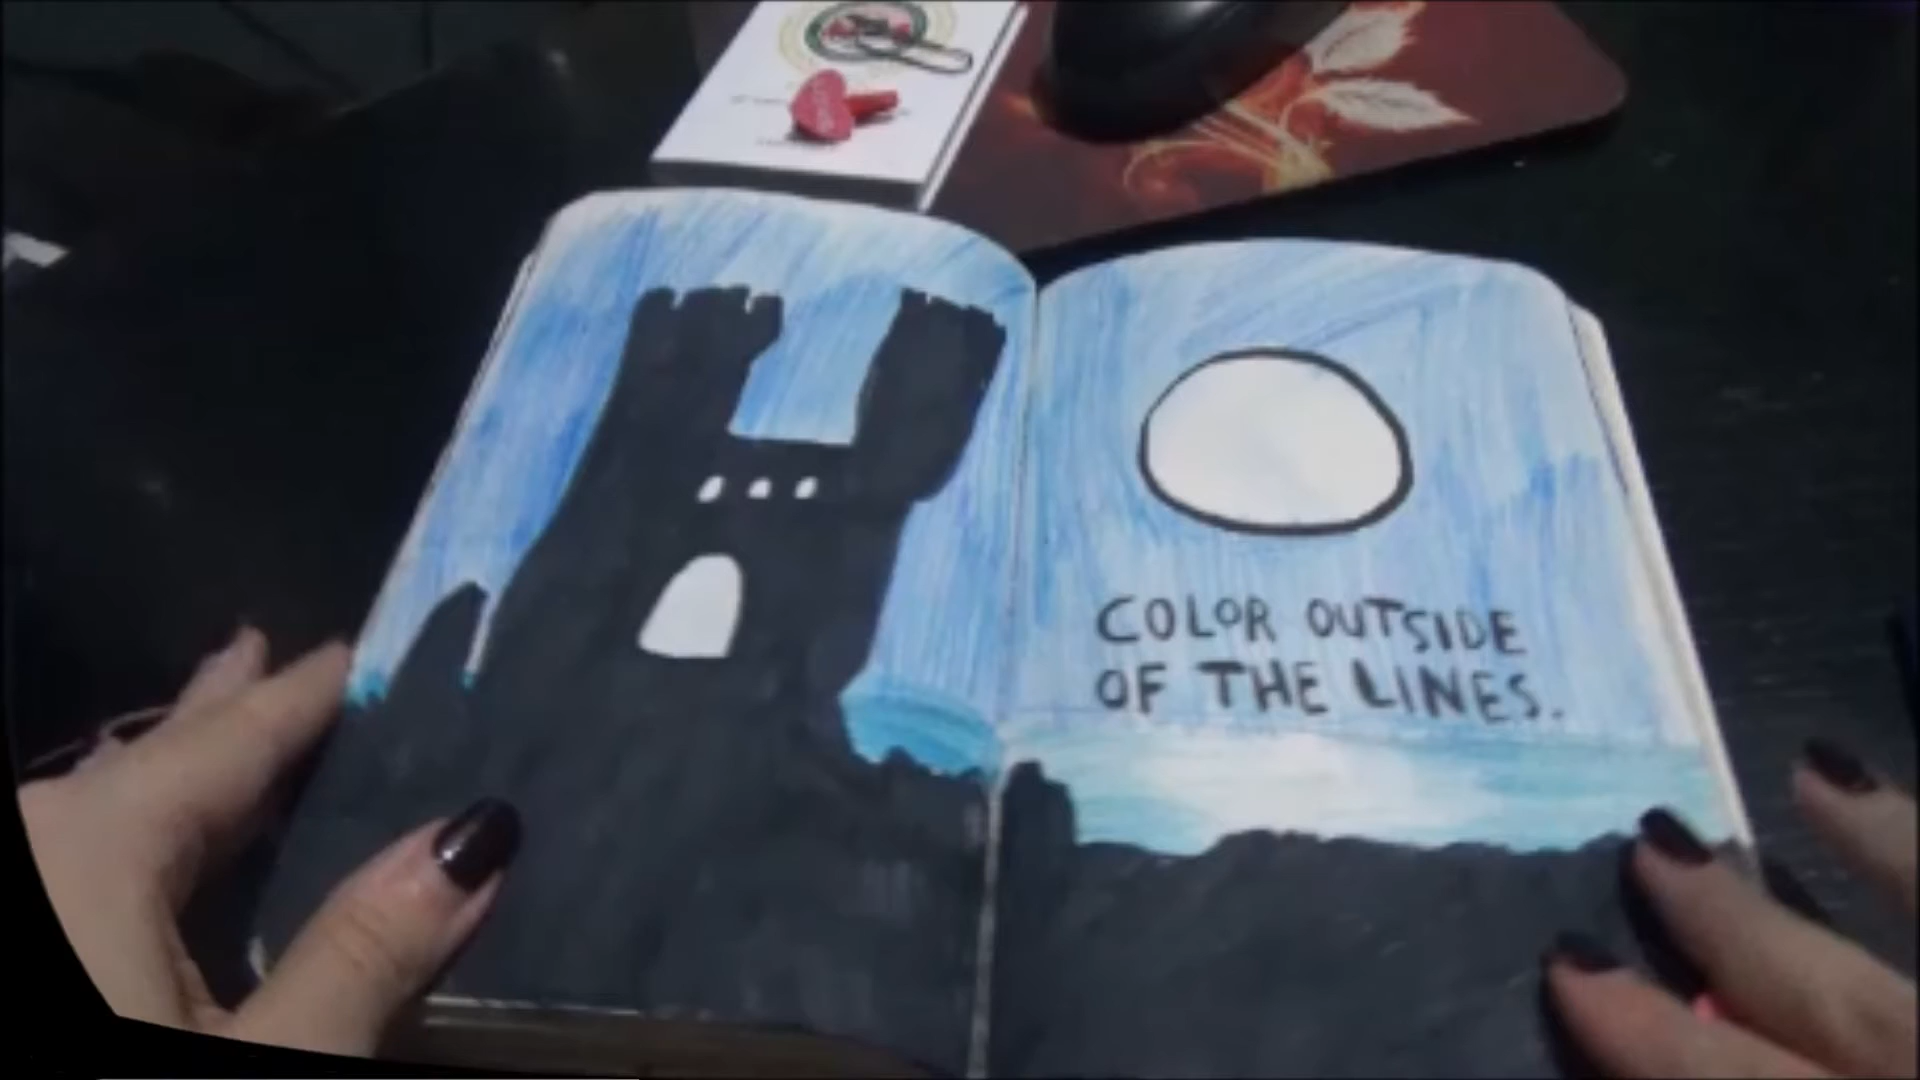 COLOR OUTSIDE
OF THE LINES.